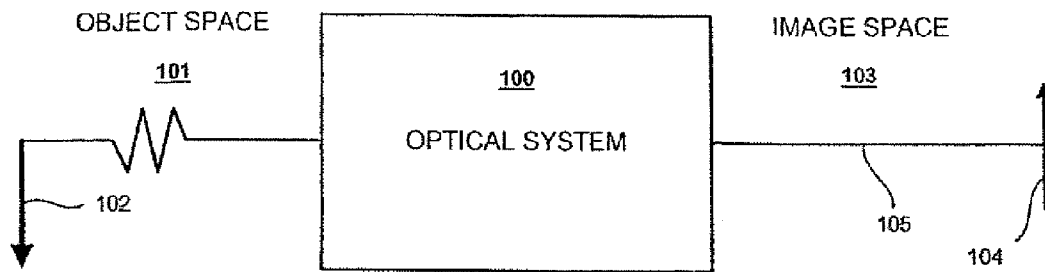 OBJECT SPACE
IMAGE SPACE
101
100
103
OPTICAL SYSTEM
102
105
104